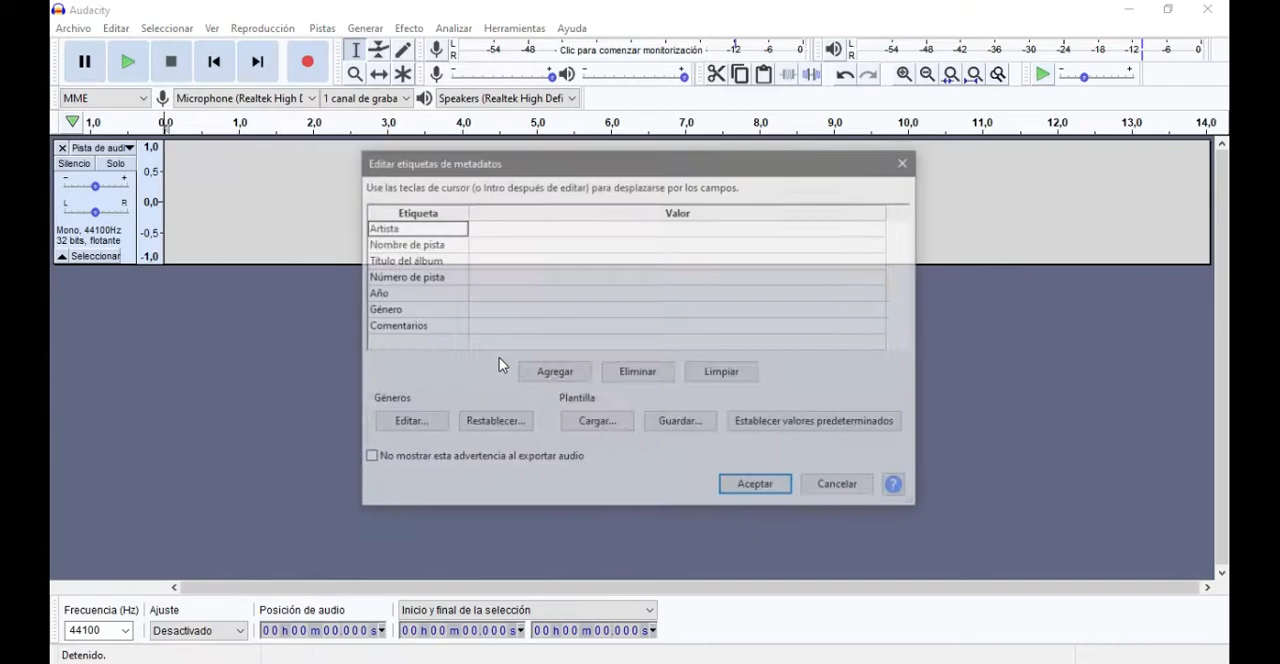 Audacity
Archivo Editar Seleccionar Ver Reproducción Pistas Generar Efecto Analizar Herramientas Ayuda
L R -54 -48 Clic para comenzar monitorización -12 -6 0 L R -54 -48 -42 -36 -30 -24 -18 -12 -6 0
- + - + - +
MME Microphone (Realtek High D 1 canal de graba Speakers (Realtek High Defi
1,0 0,0 1,0 2,0 3,0 4,0 5,0 6,0 7,0 8,0 9,0 10,0 11,0 12,0 13,0 14,0
Pista de audi 1,0
Silencio Solo
- + 0,5
L R 0,0
Mono, 44100Hz
32 bits, flotante -0,5
Seleccionar -1,0
Editar etiquetas de metadatos
Use las teclas de cursor (o Intro después de editar) para desplazarse por los campos.
Etiqueta Valor
Artista
Nombre de pista
Título del álbum
Número de pista
Año
Género
Comentarios
Agregar Eliminar Limpiar
Géneros Plantilla
Editar... Restablecer... Cargar... Guardar... Establecer valores predeterminados
No mostrar esta advertencia al exportar audio
Aceptar Cancelar ?
Frecuencia (Hz) Ajuste Posición de audio Inicio y final de la selección
44100 Desactivado 00 h 00 m 00.000 s 00 h 00 m 00.000 s 00 h 00 m 00.000 s
Detenido.